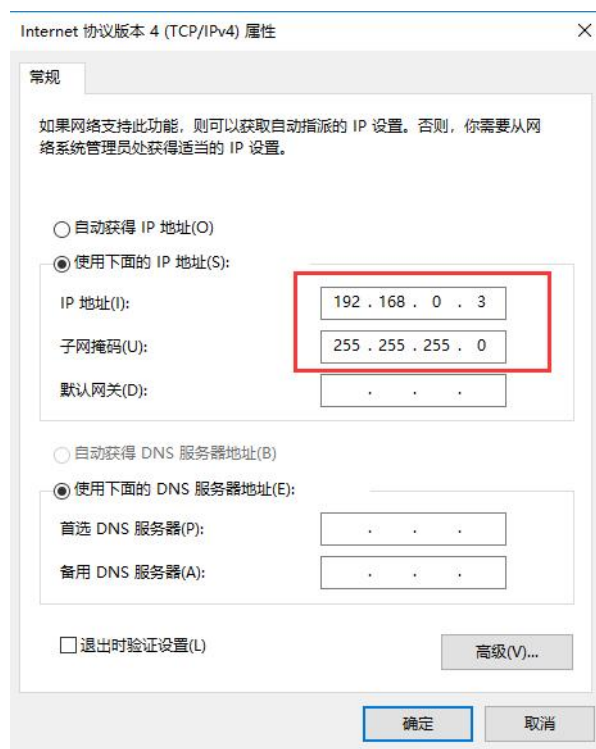 Internet 协议版本 4 (TCP/IPv4) 属性
常规
如果网络支持此功能，则可以获取自动指派的 IP 设置。否则，你需要从网
络系统管理员处获得适当的 IP 设置。
自动获得 IP 地址(O)
使用下面的 IP 地址(S):
IP 地址(I): 192 . 168 . 0 . 3
子网掩码(U): 255 . 255 . 255 . 0
默认网关(D): . . .
自动获得 DNS 服务器地址(B)
使用下面的 DNS 服务器地址(E):
首选 DNS 服务器(P): . . .
备用 DNS 服务器(A): . . .
退出时验证设置(L)
高级(V)...
确定 取消